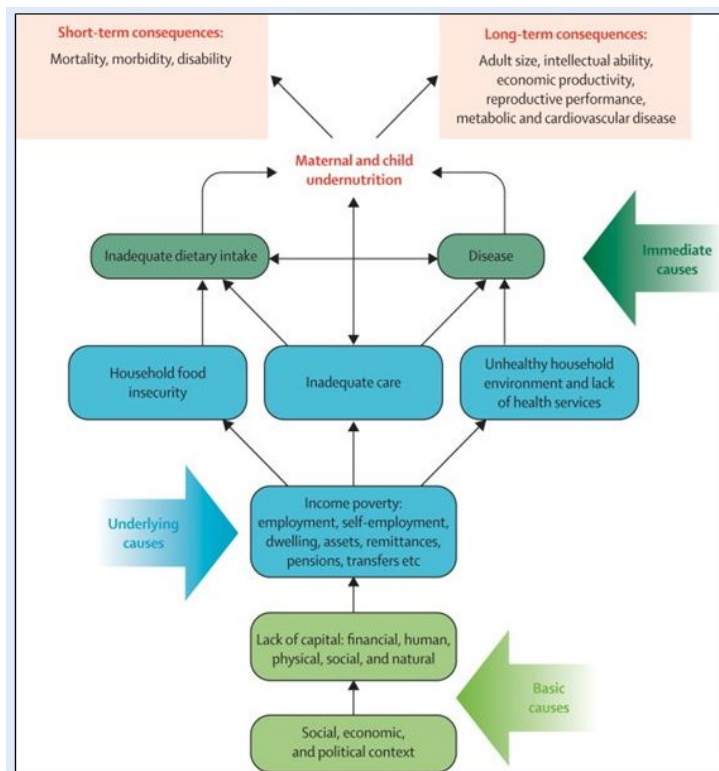 Short-term consequences:
Mortality, morbidity, disability
Long-term consequences:
Adult size, intellectual ability,
economic productivity,
reproductive performance,
metabolic and cardiovascular disease
Maternal and child
undernutrition
Inadequate dietary intake
Disease
Immediate
causes
Household food
insecurity
Inadequate care
Unhealthy household
environment and lack
of health services
Underlying
causes
Income poverty:
employment, self-employment,
dwelling, assets, remittances,
pensions, transfers etc
Lack of capital: financial, human,
physical, social, and natural
Basic
causes
Social, economic,
and political context